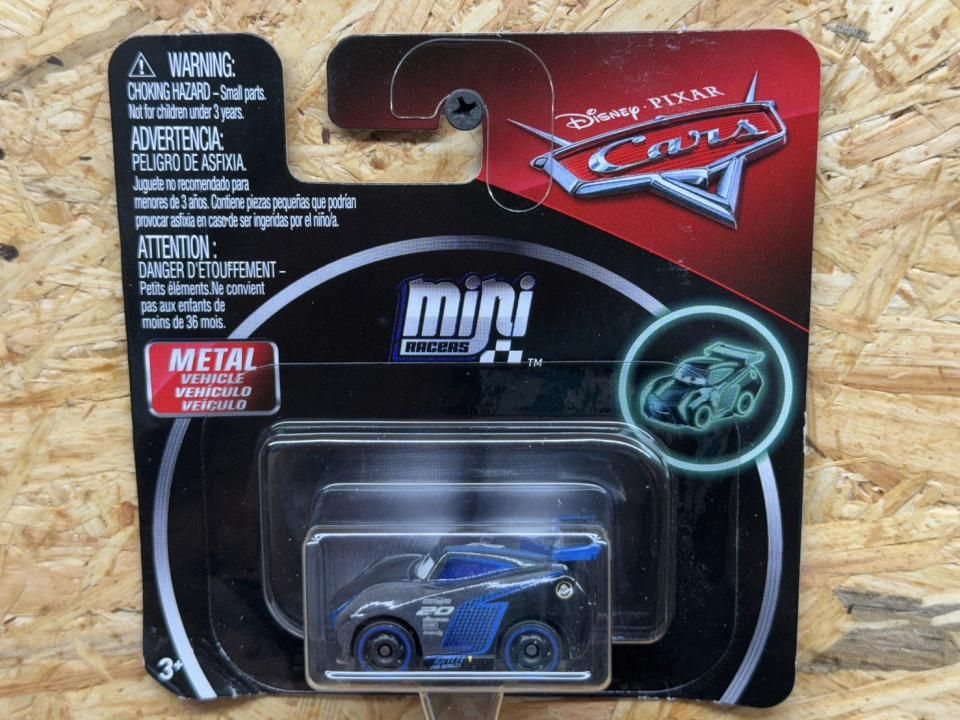 WARNING:
CHOKING HAZARD – Small parts.
Not for children under 3 years.
ADVERTENCIA:
PELIGRO DE ASFIXIA.
Juguete no recomendado para
menores de 3 años. Contiene piezas pequeñas que podrían
provocar asfixia en caso de ser ingeridas por el niño/a.
ATTENTION :
DANGER D'ÉTOUFFEMENT –
Petits éléments.Ne convient
pas aux enfants de
moins de 36 mois.
METAL
VEHICLE
VEHÍCULO
VEÍCULO
DISNEY · PIXAR
Cars
mini
RACERS
TM
20
3+